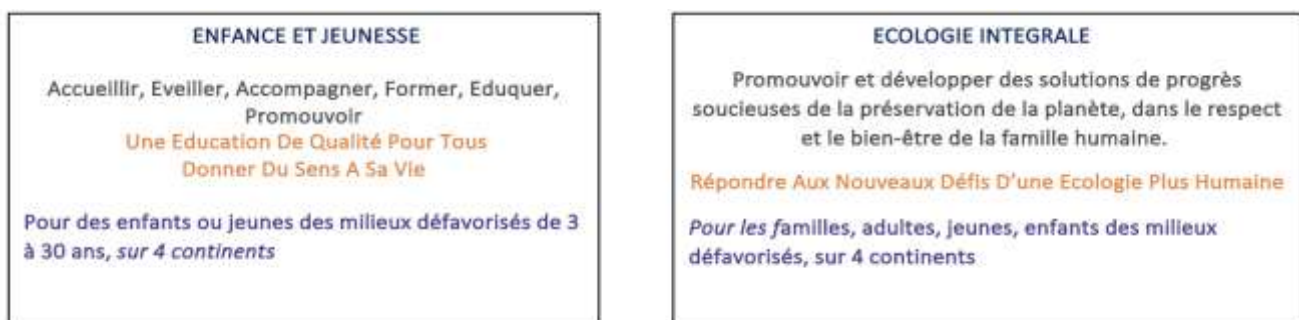 ENFANCE ET JEUNESSE
Accueillir, Eveiller, Accompagner, Former, Eduquer,
Promouvoir
Une Education De Qualité Pour Tous
Donner Du Sens A Sa Vie
Pour des enfants ou jeunes des milieux défavorisés de 3
à 30 ans, sur 4 continents
ECOLOGIE INTEGRALE
Promouvoir et développer des solutions de progrès
soucieuses de la préservation de la planète, dans le respect
et le bien-être de la famille humaine.
Répondre Aux Nouveaux Défis D'une Ecologie Plus Humaine
Pour les familles, adultes, jeunes, enfants des milieux
défavorisés, sur 4 continents